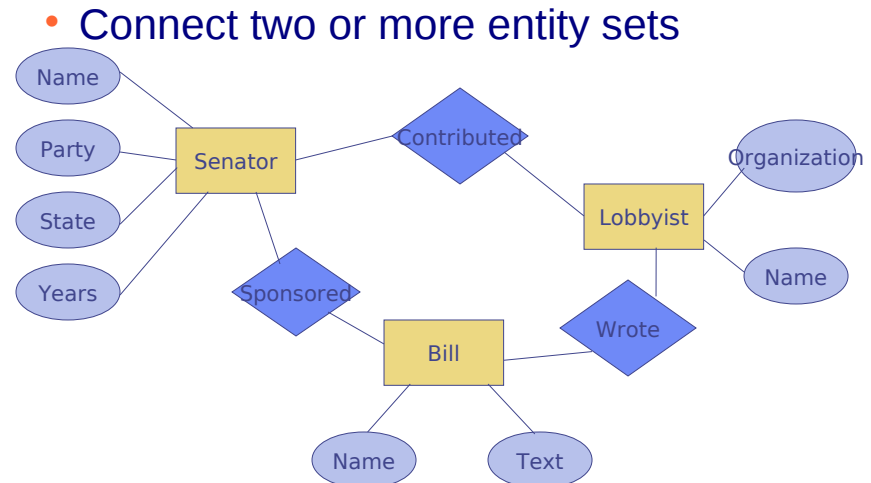 • Connect two or more entity sets
Name
Party
State
Years
Senator
Contributed
Organization
Lobbyist
Name
Sponsored
Wrote
Bill
Name
Text